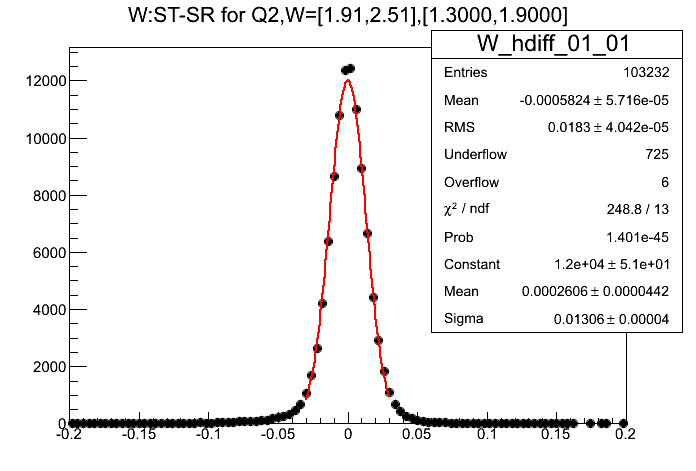 W:ST-SR for Q2,W=[1.91,2.51],[1.3000,1.9000]
W_hdiff_01_01
Entries 103232
Mean -0.0005824 ± 5.716e-05
RMS 0.0183 ± 4.042e-05
Underflow 725
Overflow 6
χ² / ndf 248.8 / 13
Prob 1.401e-45
Constant 1.2e+04 ± 5.1e+01
Mean 0.0002606 ± 0.0000442
Sigma 0.01306 ± 0.00004
12000
10000
8000
6000
4000
2000
0
-0.2 -0.15 -0.1 -0.05 0 0.05 0.1 0.15 0.2